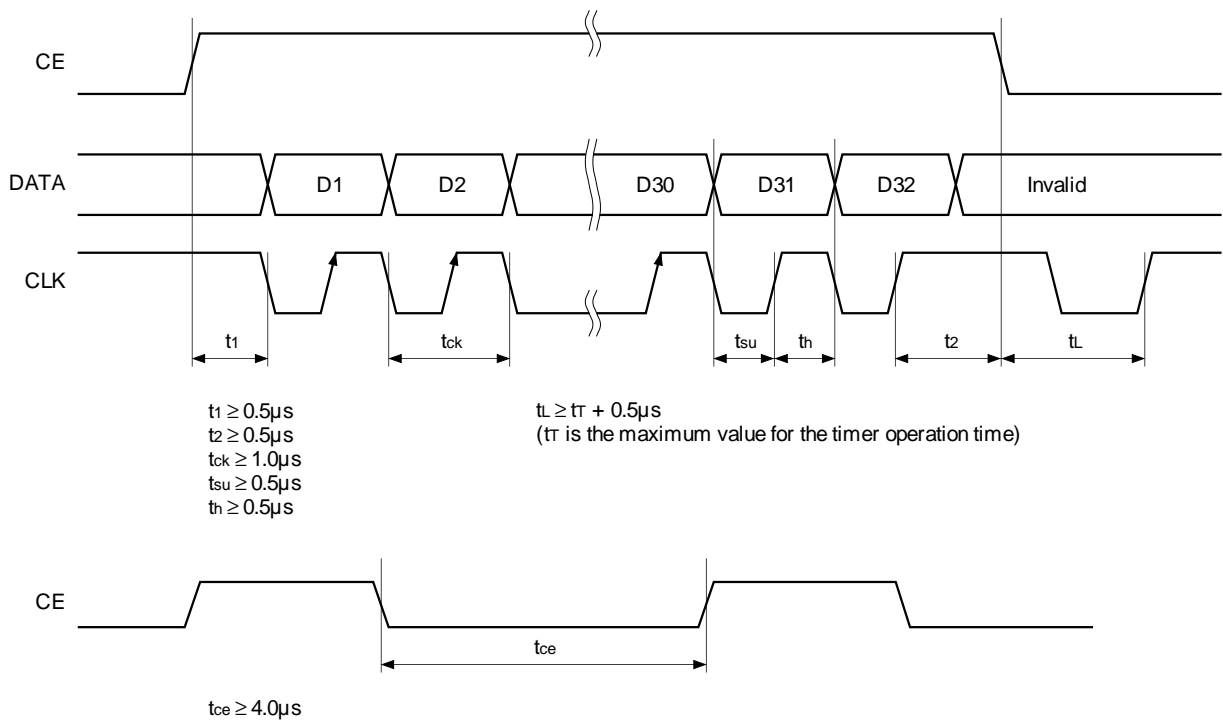 CE
DATA
D1
D2
D30
D31
D32
Invalid
CLK
t1
tck
tsu
th
t2
tL
t1 ≥ 0.5µs
t2 ≥ 0.5µs
tck ≥ 1.0µs
tsu ≥ 0.5µs
th ≥ 0.5µs
tL ≥ tT + 0.5µs
(tT is the maximum value for the timer operation time)
CE
tce
tce ≥ 4.0µs